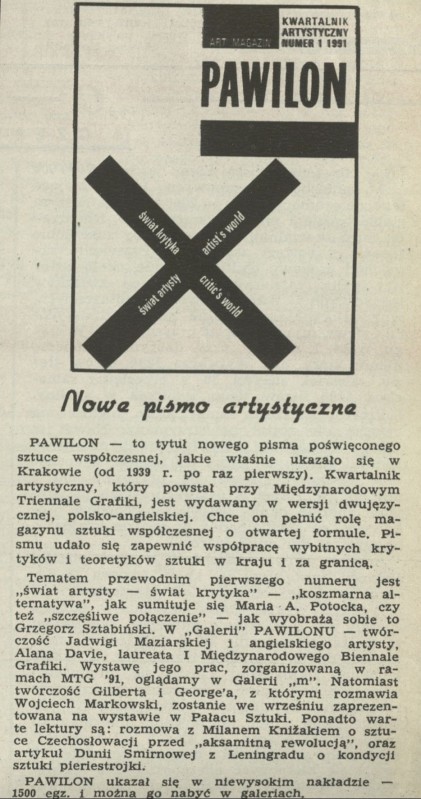 ART MAGAZIN
KWARTALNIK
ARTYSTYCZNY
NUMER 1 1991
PAWILON
świat krytyka
artist's world
świat artysty
critic's world
Nowe pismo artystyczne
PAWILON — to tytuł nowego pisma poświęconego
sztuce współczesnej, jakie właśnie ukazało się w
Krakowie (od 1939 r. po raz pierwszy). Kwartalnik
artystyczny, który powstał przy Międzynarodowym
Triennale Grafiki, jest wydawany w wersji dwujęzy-
cznej, polsko-angielskiej. Chce on pełnić rolę ma-
gazynu sztuki współczesnej o otwartej formule. Pi-
smu udało się zapewnić współpracę wybitnych kry-
tyków i teoretyków sztuki w kraju i za granicą.
Tematem przewodnim pierwszego numeru jest
„świat artysty — świat krytyka” — „koszmarna al-
ternatywa”, jak sumituje się Maria A. Potocka, czy
też „szczęśliwe połączenie” — jak wyobraża sobie to
Grzegorz Sztabiński. W „Galerii” PAWILONU — twór-
czość Jadwigi Maziarskiej i angielskiego artysty,
Alana Davie, laureata I Międzynarodowego Biennale
Grafiki. Wystawę jego prac, zorganizowaną w ra-
mach MTG '91, oglądamy w Galerii „m”. Natomiast
twórczość Gilberta i George'a, z którymi rozmawia
Wojciech Markowski, zostanie we wrześniu zaprezen-
towana na wystawie w Pałacu Sztuki. Ponadto war-
te lektury są: rozmowa z Milanem Kniżakiem o sztu-
ce Czechosłowacji przed „aksamitną rewolucją”, oraz
artykuł Dunii Smirnowej z Leningradu o kondycji
sztuki pieriestrojki.
PAWILON ukazał się w niewysokim nakładzie —
1500 egz. i można go nabyć w galeriach.